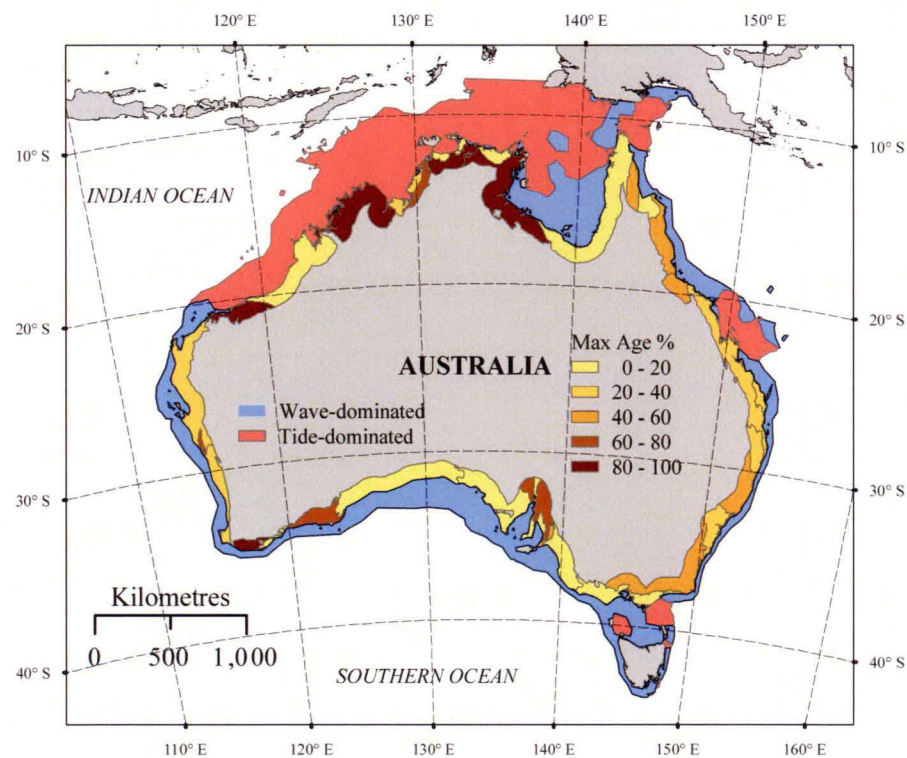 120° E 130° E 140° E 150° E
10° S 10° S
INDIAN OCEAN
20° S 20° S
AUSTRALIA
Max Age %
0 - 20
20 - 40
40 - 60
60 - 80
80 - 100
Wave-dominated
Tide-dominated
30° S 30° S
Kilometres
0 500 1,000
40° S 40° S
SOUTHERN OCEAN
110° E 120° E 130° E 140° E 150° E 160° E